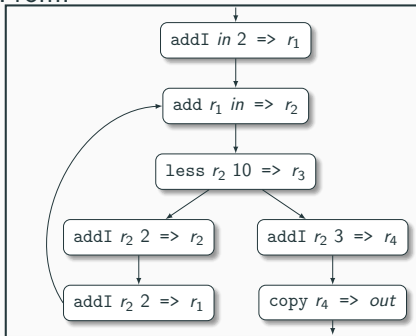 addI in 2 => r₁
add r₁ in => r₂
less r₂ 10 => r₃
addI r₂ 2 => r₂
addI r₂ 3 => r₄
addI r₂ 2 => r₁
copy r₄ => out